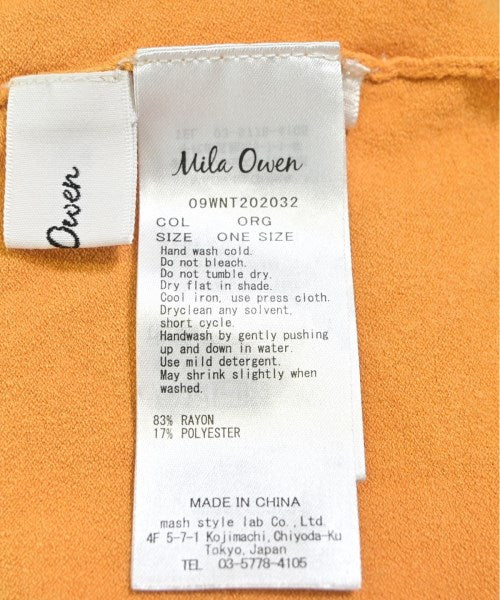 Owen
Mila Owen
09WNT202032
COL ORG
SIZE ONE SIZE
Hand wash cold.
Do not bleach.
Do not tumble dry.
Dry flat in shade.
Cool iron, use press cloth.
Dryclean any solvent,
short cycle.
Handwash by gently pushing
up and down in water.
Use mild detergent.
May shrink slightly when
washed.
83% RAYON
17% POLYESTER
MADE IN CHINA
mash style lab Co., Ltd.
4F 5-7-1 Kojimachi, Chiyoda-Ku
Tokyo, Japan
TEL 03-5778-4105